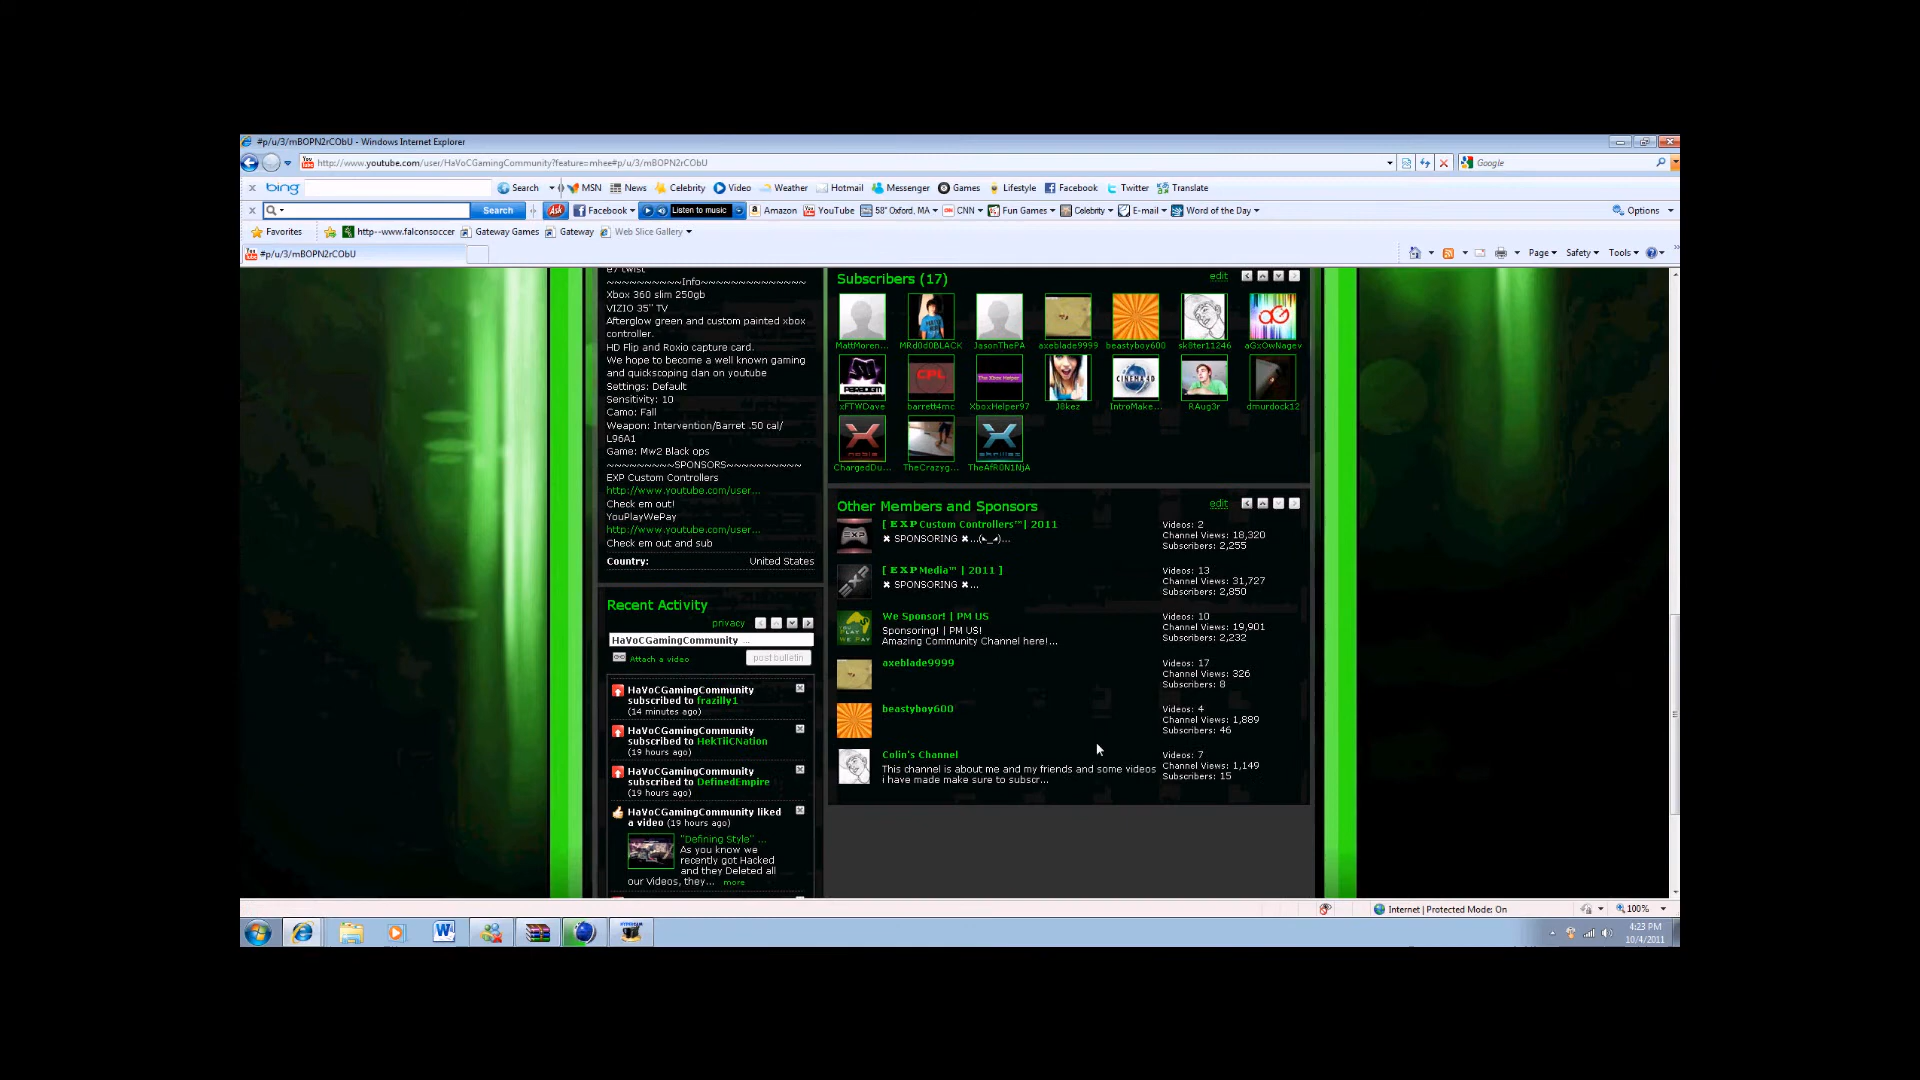 #p/u/3/mBOPN2rCObU - Windows Internet Explorer
http://www.youtube.com/user/HaVoCGamingCommunity?feature=mhee#p/u/3/mBOPN2rCObU
Google
bing
Search
MSN
News
Celebrity
Video
Weather
Hotmail
Messenger
Games
Lifestyle
Facebook
Twitter
Translate
Search
Ask
Facebook
Listen to music
Amazon
YouTube
58° Oxford, MA
CNN
Fun Games
Celebrity
E-mail
Word of the Day
Options
Favorites
http--www.falconsoccer
Gateway Games
Gateway
Web Slice Gallery
#p/u/3/mBOPN2rCObU
Page
Safety
Tools
e7 twist
~~~~~~~~~~Info~~~~~~~~~~~~~~
Xbox 360 slim 250gb
VIZIO 35" TV
Afterglow green and custom painted xbox
controller.
HD Flip and Roxio capture card.
We hope to become a well known gaming
and quickscoping clan on youtube
Settings: Default
Sensitivity: 10
Camo: Fall
Weapon: Intervention/Barret .50 cal/
L96A1
Game: Mw2 Black ops
~~~~~~~~~SPONSORS~~~~~~~~~~
EXP Custom Controllers
http://www.youtube.com/user...
Check em out!
YouPlayWePay
http://www.youtube.com/user...
Check em out and sub
Country: United States
Recent Activity
privacy
HaVoCGamingCommunity ...
Attach a video
post bulletin
HaVoCGamingCommunity
subscribed to frazilly1
(14 minutes ago)
HaVoCGamingCommunity
subscribed to HekTiiCNation
(19 hours ago)
HaVoCGamingCommunity
subscribed to DefinedEmpire
(19 hours ago)
HaVoCGamingCommunity liked
a video (19 hours ago)
"Defining Style" ...
As you know we
recently got Hacked
and they Deleted all
our Videos, they... more
Subscribers (17)
edit
MattMoren...
MRd0d0BLACK
JasonThePA
axeblade9999
beastyboy600
sk8ter11246
aGxOwNagev
CPL
The Xbox Helper
CINEMA 4D
xFTWDave
barrett4mc
XboxHelper97
J8kez
IntroMake...
RAug3r
dmurdock12
ChargedDu...
TheCrazyg...
TheAfR0N1NjA
Other Members and Sponsors
edit
EXP
[ E X P Custom Controllers™| 2011
✖ SPONSORING ✖...(◣_◢)...
Videos: 2
Channel Views: 18,320
Subscribers: 2,255
EXP
[ E X P Media™ | 2011 ]
✖ SPONSORING ✖...
Videos: 13
Channel Views: 31,727
Subscribers: 2,850
YOU PLAY
WE PAY
We Sponsor! | PM US
Sponsoring! | PM US!
Amazing Community Channel here!...
Videos: 10
Channel Views: 19,901
Subscribers: 2,232
axeblade9999
Videos: 17
Channel Views: 326
Subscribers: 8
beastyboy600
Videos: 4
Channel Views: 1,889
Subscribers: 46
Colin's Channel
This channel is about me and my friends and some videos
i have made make sure to subscr...
Videos: 7
Channel Views: 1,149
Subscribers: 15
Internet | Protected Mode: On
100%
4:23 PM
10/4/2011